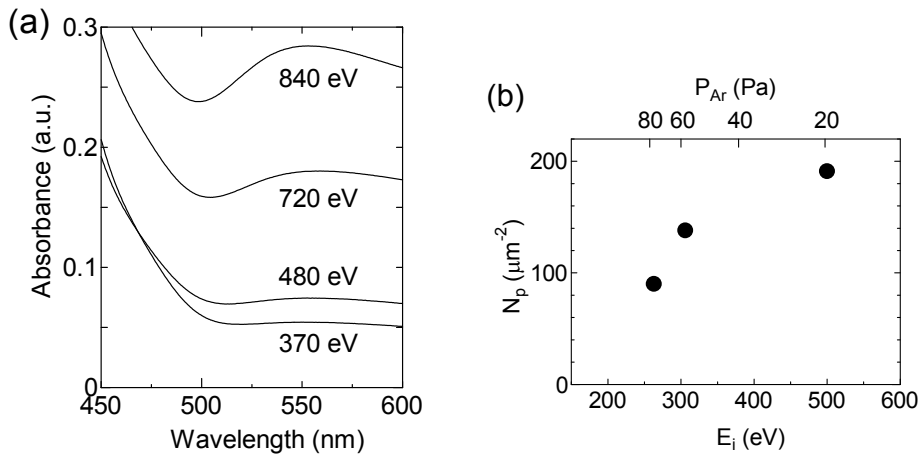 (a)
0.3
0.2
0.1
0
Absorbance (a.u.)
840 eV
720 eV
480 eV
370 eV
450 500 550 600
Wavelength (nm)
(b)
P_Ar (Pa)
80 60 40 20
200
100
0
N_p (μm⁻²)
200 300 400 500 600
E_i (eV)